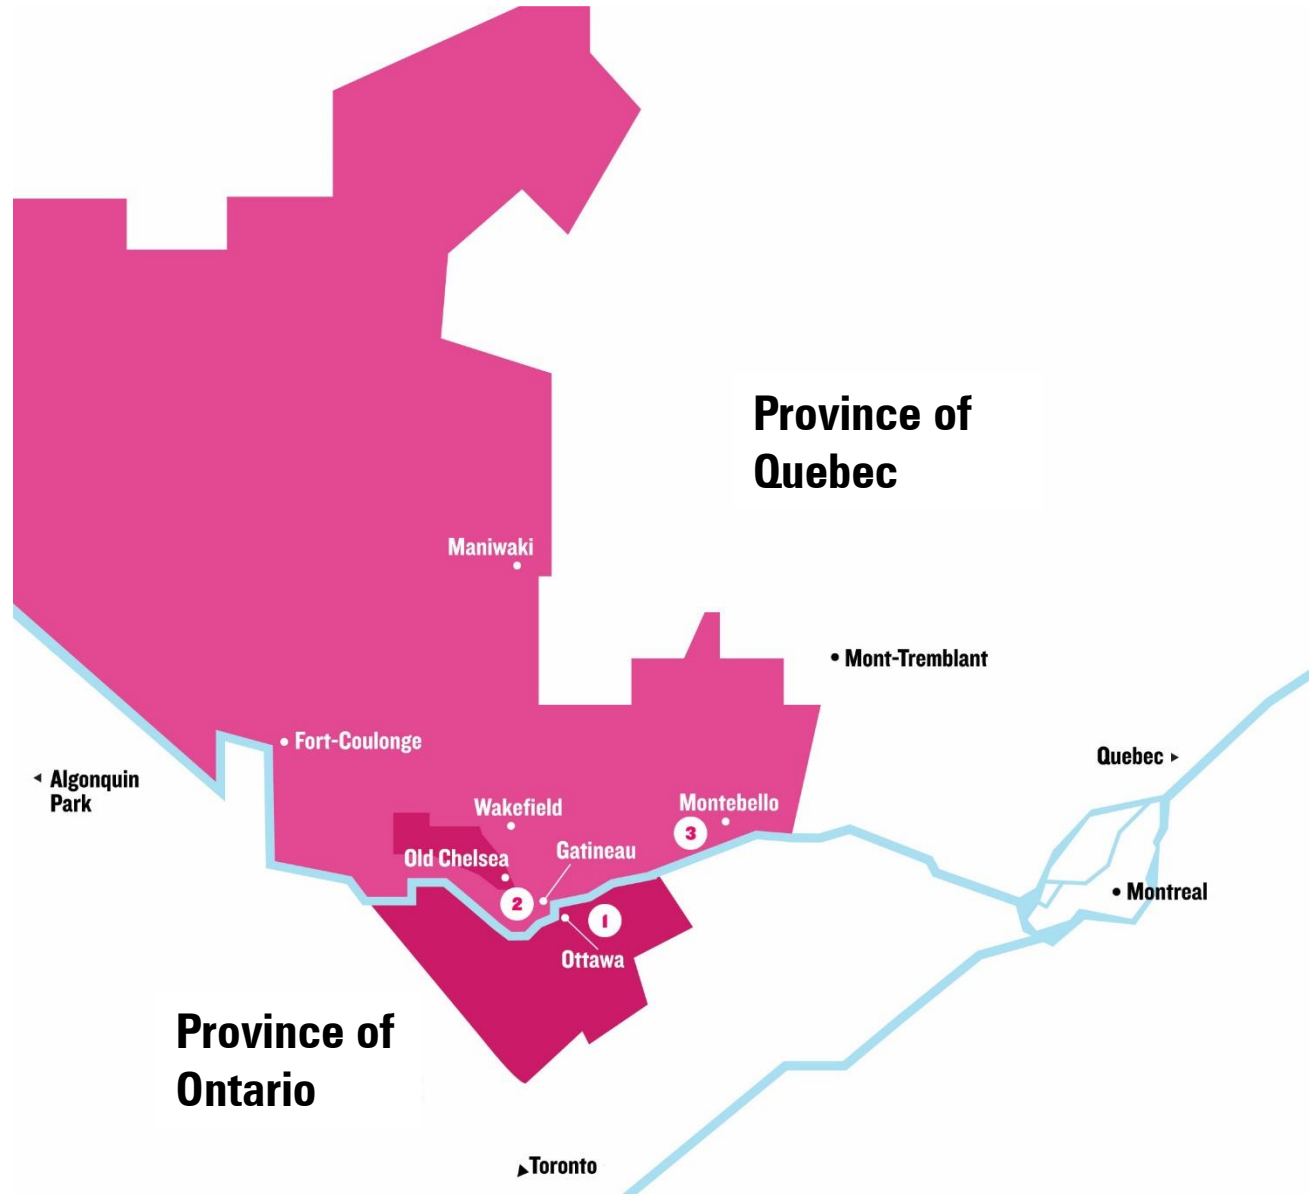 Province of
Quebec
Maniwaki
Mont-Tremblant
Fort-Coulonge
Quebec
Algonquin
Park
Wakefield
Montebello
3
Old Chelsea
Gatineau
Montreal
2
1
Ottawa
Province of
Ontario
Toronto